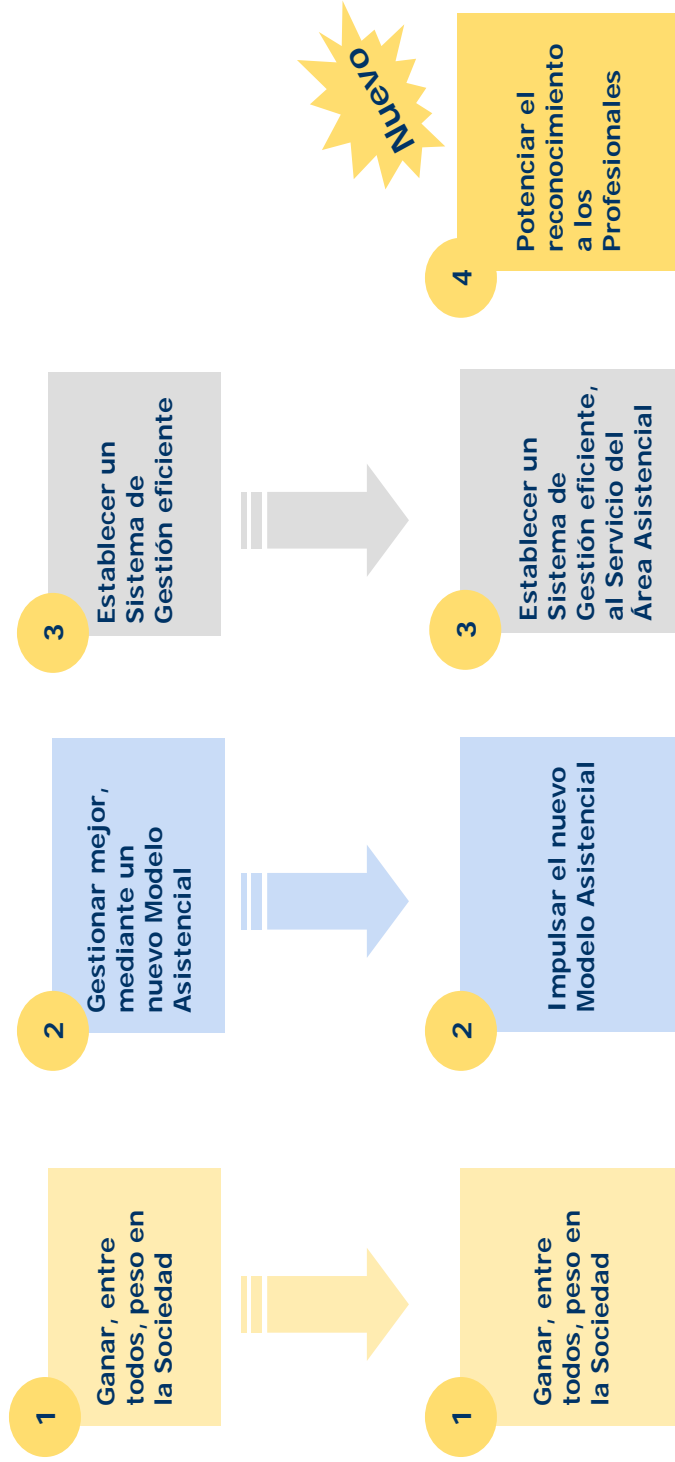 1
Ganar, entre
todos, peso en
la Sociedad
2
Gestionar mejor,
mediante un
nuevo Modelo
Asistencial
3
Establecer un
Sistema de
Gestión eficiente
1
Ganar, entre
todos, peso en
la Sociedad
2
Impulsar el nuevo
Modelo Asistencial
3
Establecer un
Sistema de
Gestión eficiente,
al Servicio del
Área Asistencial
4
Potenciar el
reconocimiento
a los
Profesionales
Nuevo